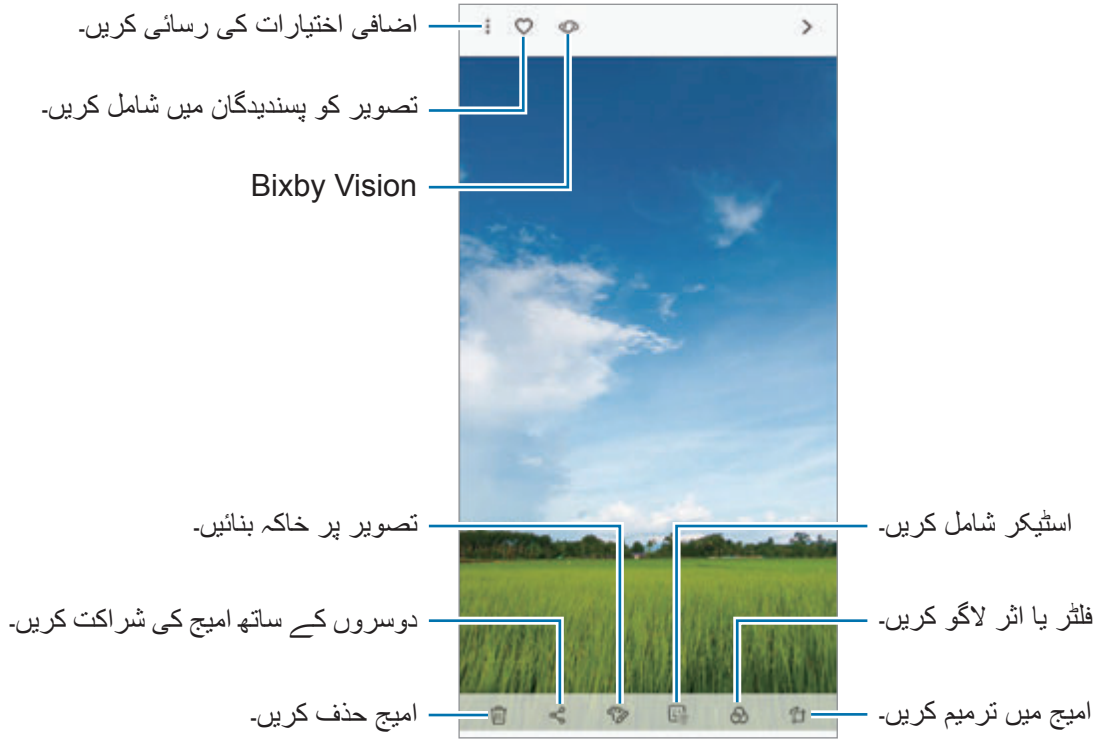 اضافی اختیارات کی رسائی کریں۔
تصویر کو پسندیدگان میں شامل کریں۔
Bixby Vision
اسٹیکر شامل کریں۔
تصویر پر خاکہ بنائیں۔
فلٹر یا اثر لاگو کریں۔
دوسروں کے ساتھ امیج کی شراکت کریں۔
امیج میں ترمیم کریں۔
امیج حذف کریں۔